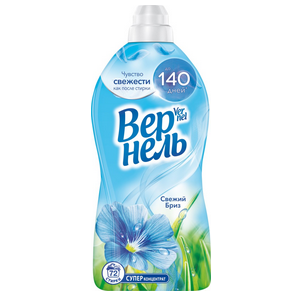 Чувство
свежести
как после стирки
140
ДНЕЙ
Вер
Vernel
нель
Свежий
Бриз
72
СУПЕРКОНЦЕНТРАТ